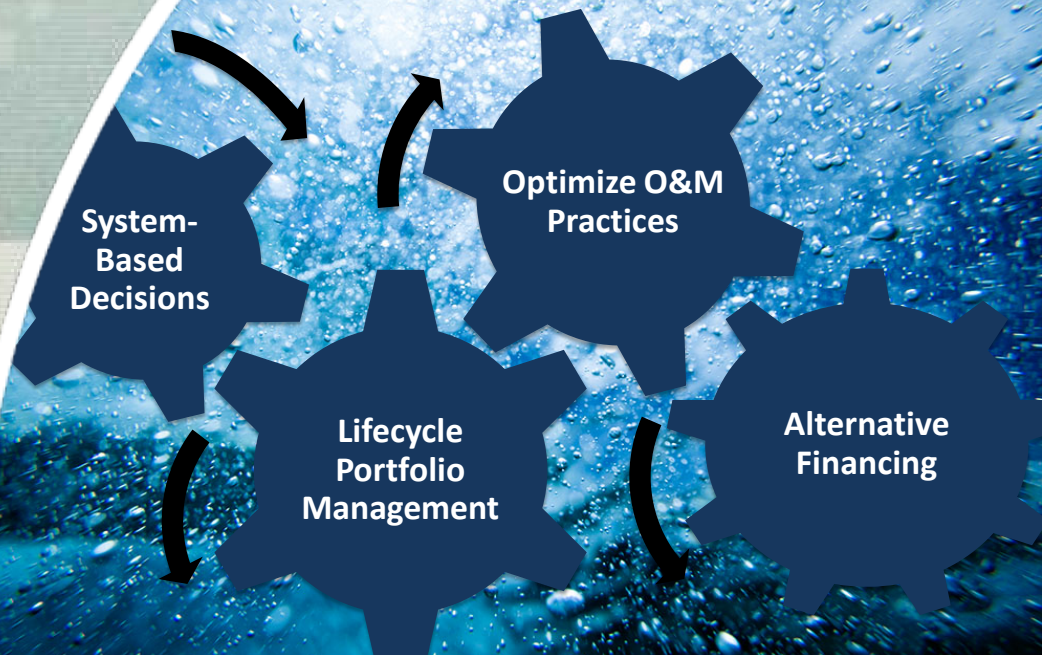 System-
Based
Decisions
Optimize O&M
Practices
Lifecycle
Portfolio
Management
Alternative
Financing